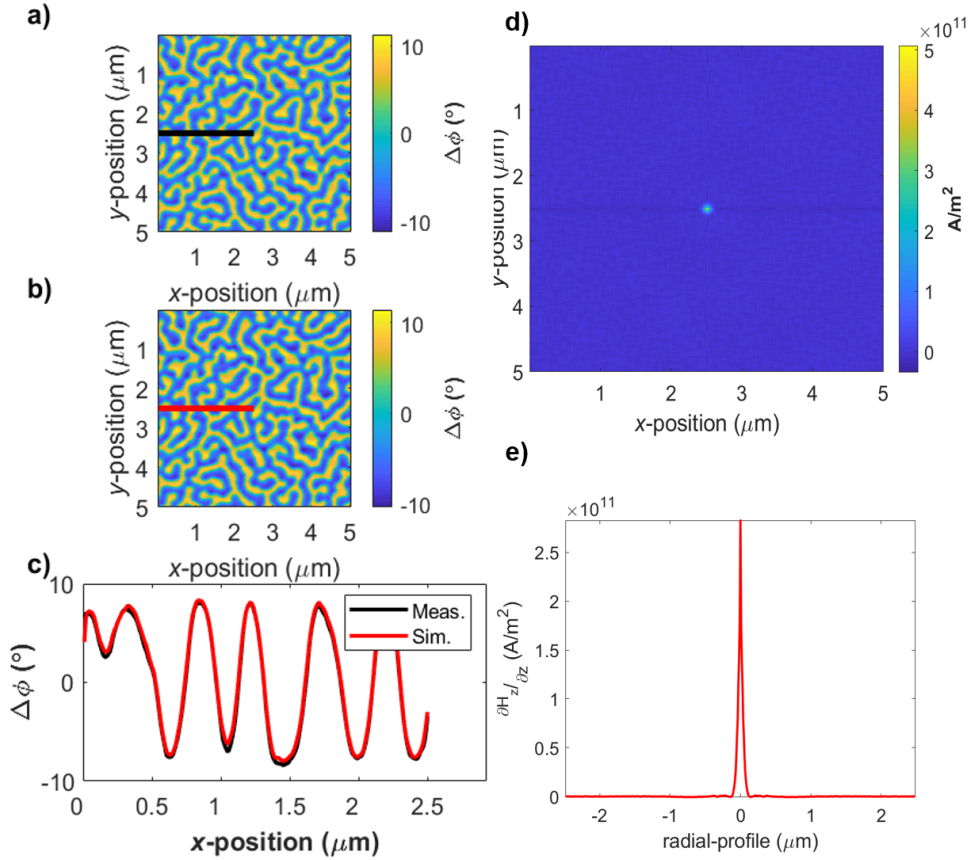 a)
1
2
3
4
5
y-position (μm)
1 2 3 4 5
x-position (μm)
10
0
-10
Δϕ (°)
b)
1
2
3
4
5
y-position (μm)
1 2 3 4 5
x-position (μm)
10
0
-10
Δϕ (°)
c)
10
0
-10
Δϕ (°)
Meas.
Sim.
0 0.5 1 1.5 2 2.5
x-position (μm)
d)
1
2
3
4
5
y-position (μm)
1 2 3 4 5
x-position (μm)
×10¹¹
5
4
3
2
1
0
A/m²
e)
×10¹¹
2.5
2
1.5
1
0.5
0
∂H_z/∂z (A/m²)
-2 -1 0 1 2
radial-profile (μm)